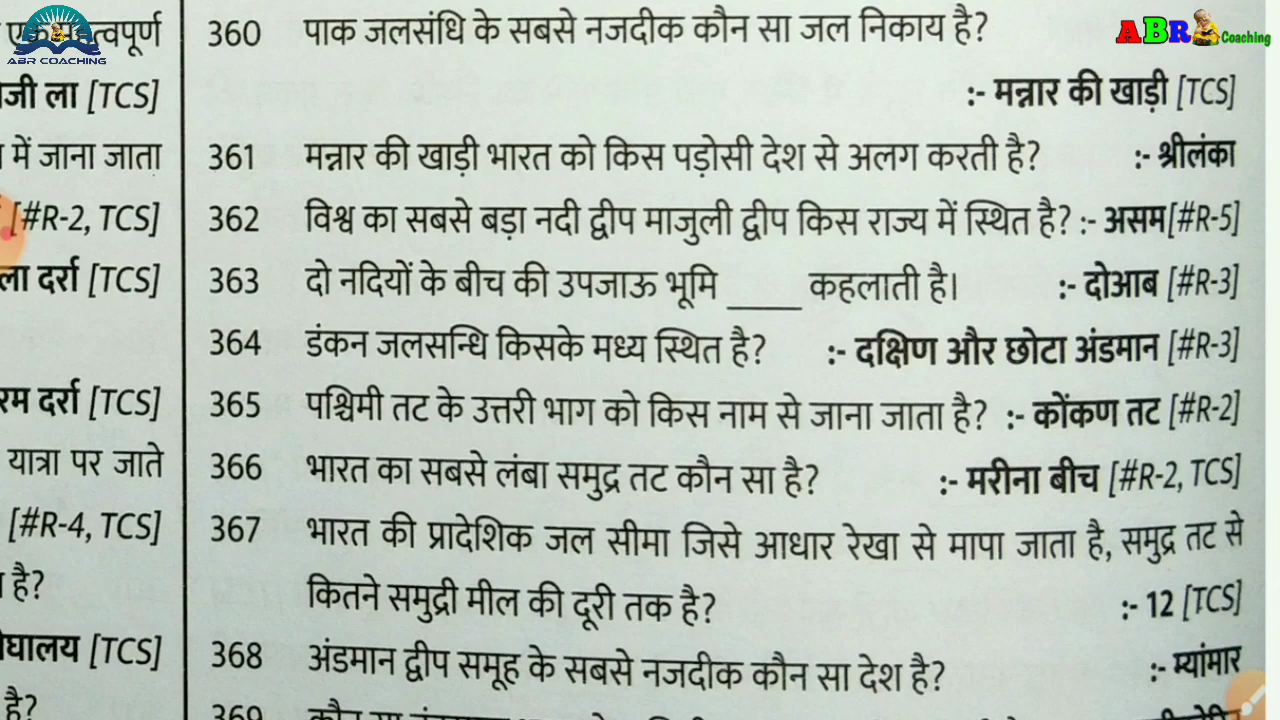 ABR COACHING
ABR Coaching
त्वपूर्ण
ला [TCS]
में जाना जाता
[#R-2, TCS]
दर्रा [TCS]
दर्रा [TCS]
यात्रा पर जाते
[#R-4, TCS]
है?
[TCS]
है?
360 पाक जलसंधि के सबसे नजदीक कौन सा जल निकाय है?
:- मन्नार की खाड़ी [TCS]
361 मन्नार की खाड़ी भारत को किस पड़ोसी देश से अलग करती है? :- श्रीलंका
362 विश्व का सबसे बड़ा नदी द्वीप माजुली द्वीप किस राज्य में स्थित है? :- असम[#R-5]
363 दो नदियों के बीच की उपजाऊ भूमि ____ कहलाती है। :- दोआब [#R-3]
364 डंकन जलसन्धि किसके मध्य स्थित है? :- दक्षिण और छोटा अंडमान [#R-3]
365 पश्चिमी तट के उत्तरी भाग को किस नाम से जाना जाता है? :- कोंकण तट [#R-2]
366 भारत का सबसे लंबा समुद्र तट कौन सा है? :- मरीना बीच [#R-2, TCS]
367 भारत की प्रादेशिक जल सीमा जिसे आधार रेखा से मापा जाता है, समुद्र तट से
कितने समुद्री मील की दूरी तक है? :- 12 [TCS]
368 अंडमान द्वीप समूह के सबसे नजदीक कौन सा देश है? :- म्यांमार
369